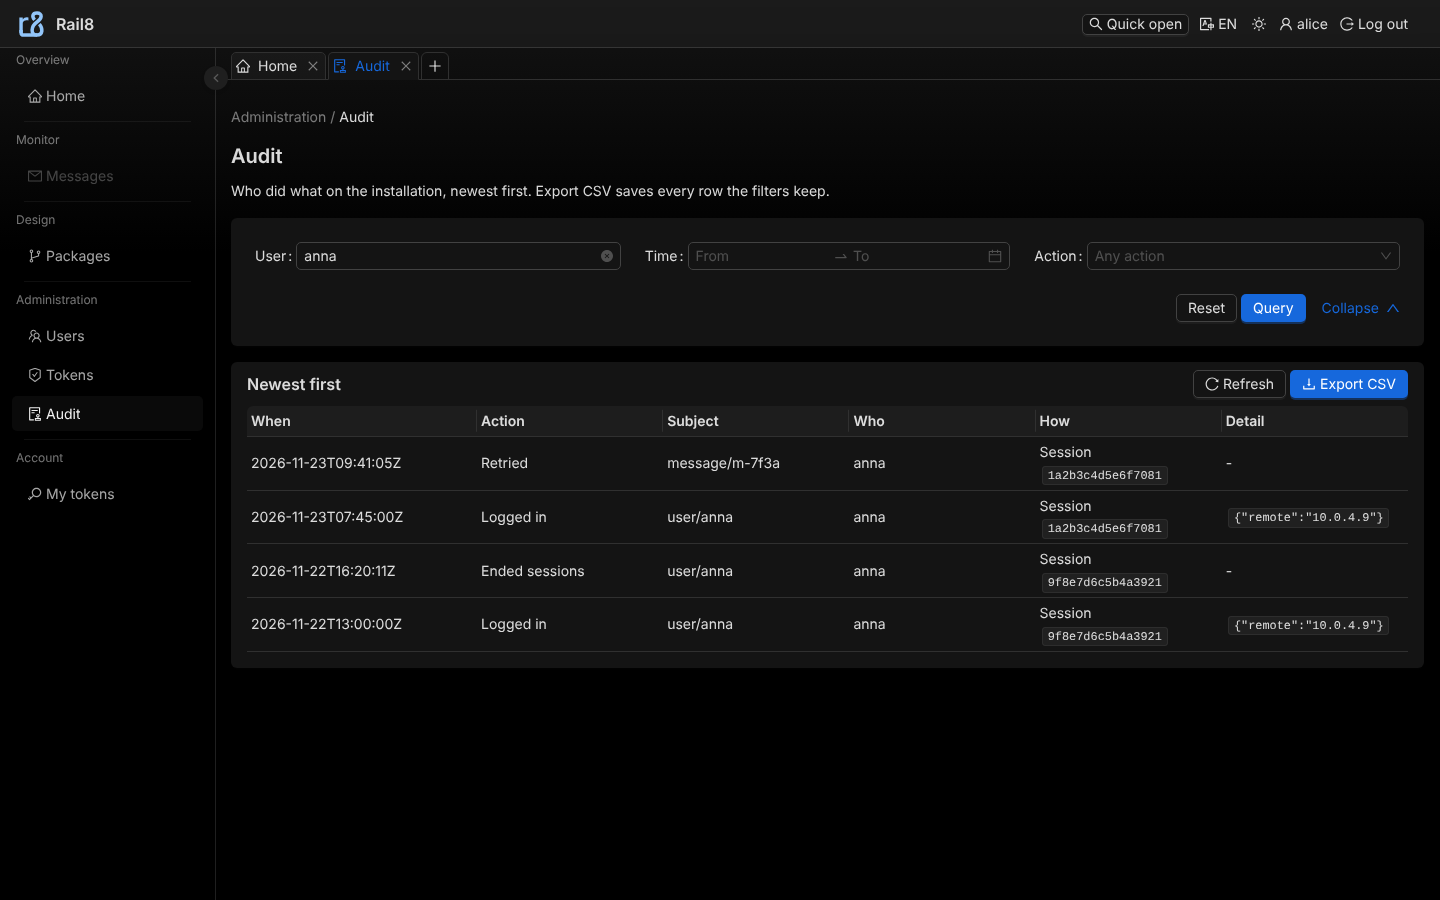 Rail8
Quick open
EN
alice
Log out
Overview
Home
Monitor
Messages
Design
Packages
Administration
Users
Tokens
Audit
Account
My tokens
Home
Audit
Administration / Audit
Audit
Who did what on the installation, newest first. Export CSV saves every row the filters keep.
User: anna
Time: From To
Action: Any action
Reset Query Collapse
Newest first
Refresh Export CSV
When Action Subject Who How Detail
2026-11-23T09:41:05Z Retried message/m-7f3a anna Session 1a2b3c4d5e6f7081 -
2026-11-23T07:45:00Z Logged in user/anna anna Session 1a2b3c4d5e6f7081 {"remote":"10.0.4.9"}
2026-11-22T16:20:11Z Ended sessions user/anna anna Session 9f8e7d6c5b4a3921 -
2026-11-22T13:00:00Z Logged in user/anna anna Session 9f8e7d6c5b4a3921 {"remote":"10.0.4.9"}